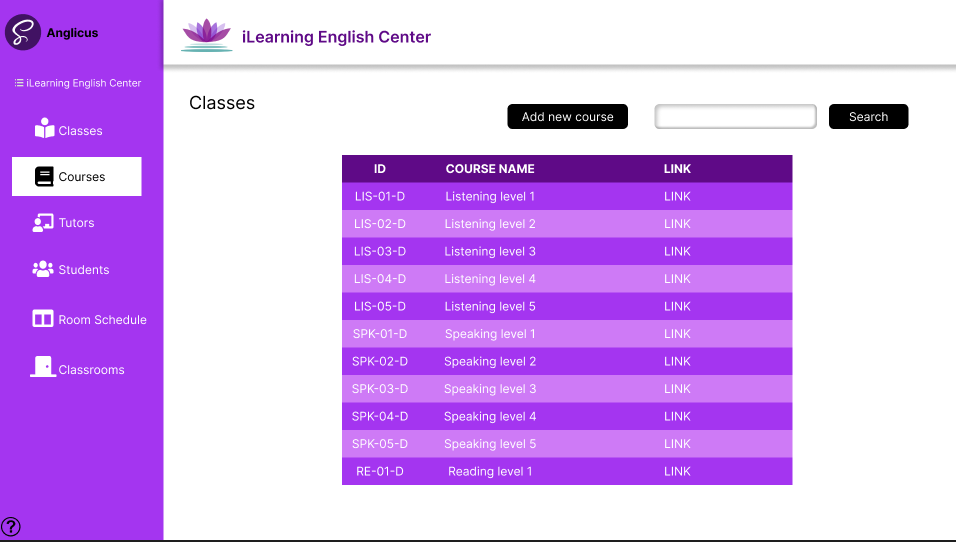 Anglicus
iLearning English Center
iLearning English Center
Classes
Courses
Tutors
Students
Room Schedule
Classrooms
?
Classes
Add new course
Search
ID COURSE NAME LINK
LIS-01-D Listening level 1 LINK
LIS-02-D Listening level 2 LINK
LIS-03-D Listening level 3 LINK
LIS-04-D Listening level 4 LINK
LIS-05-D Listening level 5 LINK
SPK-01-D Speaking level 1 LINK
SPK-02-D Speaking level 2 LINK
SPK-03-D Speaking level 3 LINK
SPK-04-D Speaking level 4 LINK
SPK-05-D Speaking level 5 LINK
RE-01-D Reading level 1 LINK